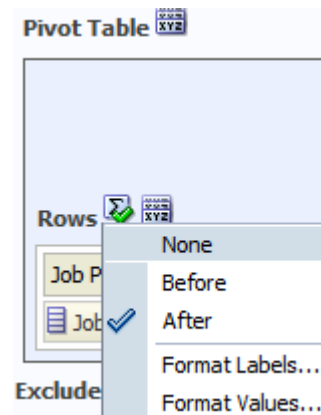 Pivot Table
Rows
None
Job P
Before
Job
After
Format Labels...
Exclude
Format Values...